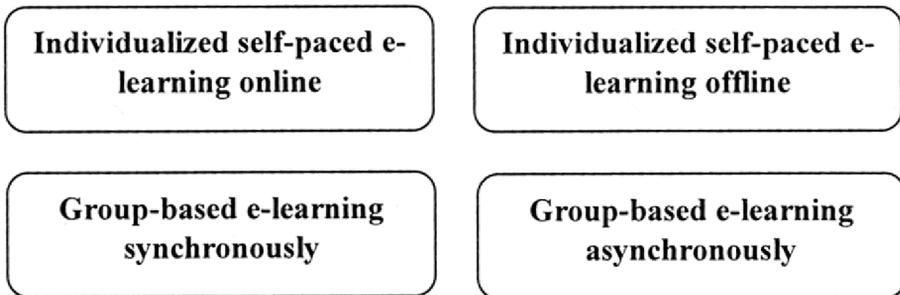 Individualized self-paced e-
learning online
Individualized self-paced e-
learning offline
Group-based e-learning
synchronously
Group-based e-learning
asynchronously